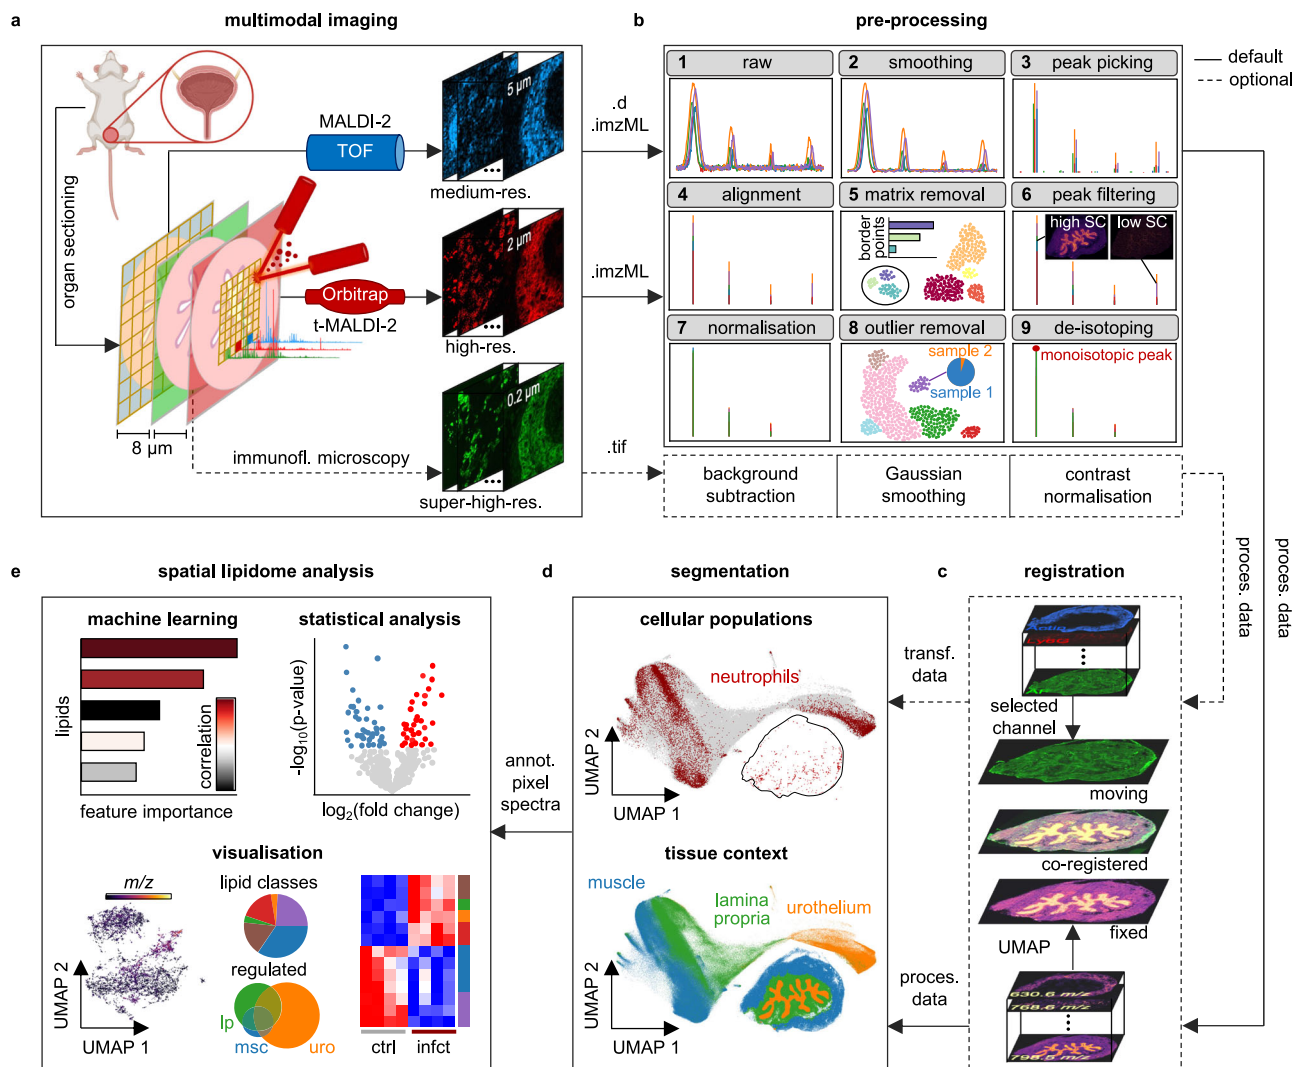 a
multimodal imaging
organ sectioning
MALDI-2
TOF
5 µm
medium-res.
2 µm
Orbitrap
t-MALDI-2
high-res.
0.2 µm
8 µm
immunofl. microscopy
super-high-res.
.d
.imzML
.imzML
.tif
b
pre-processing
default
optional
1 raw
2 smoothing
3 peak picking
4 alignment
5 matrix removal
border
points
6 peak filtering
high SC
low SC
7 normalisation
8 outlier removal
sample 2
sample 1
9 de-isotoping
monoisotopic peak
background
subtraction
Gaussian
smoothing
contrast
normalisation
proces. data
proces. data
e
spatial lipidome analysis
machine learning
lipids
correlation
feature importance
statistical analysis
-log10(p-value)
log2(fold change)
visualisation
m/z
UMAP 2
UMAP 1
lipid classes
regulated
lp
msc
uro
ctrl
infct
annot.
pixel
spectra
d
segmentation
cellular populations
neutrophils
UMAP 2
UMAP 1
tissue context
muscle
lamina
propria
urothelium
UMAP 2
UMAP 1
transf.
data
proces.
data
c
registration
selected
channel
moving
co-registered
fixed
UMAP
630.6 m/z
768.6 m/z
798.5 m/z